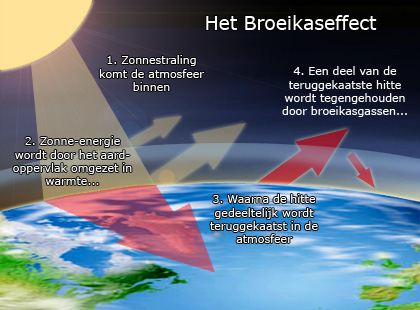 Het Broeikaseffect
1. Zonnestraling
komt de atmosfeer
binnen
2. Zonne-energie
wordt door het aard-
oppervlak omgezet in
warmte...
3. Waarna de hitte
gedeeltelijk wordt
teruggekaatst in de
atmosfeer
4. Een deel van de
teruggekaatste hitte
wordt tegengehouden
door broeikasgassen...